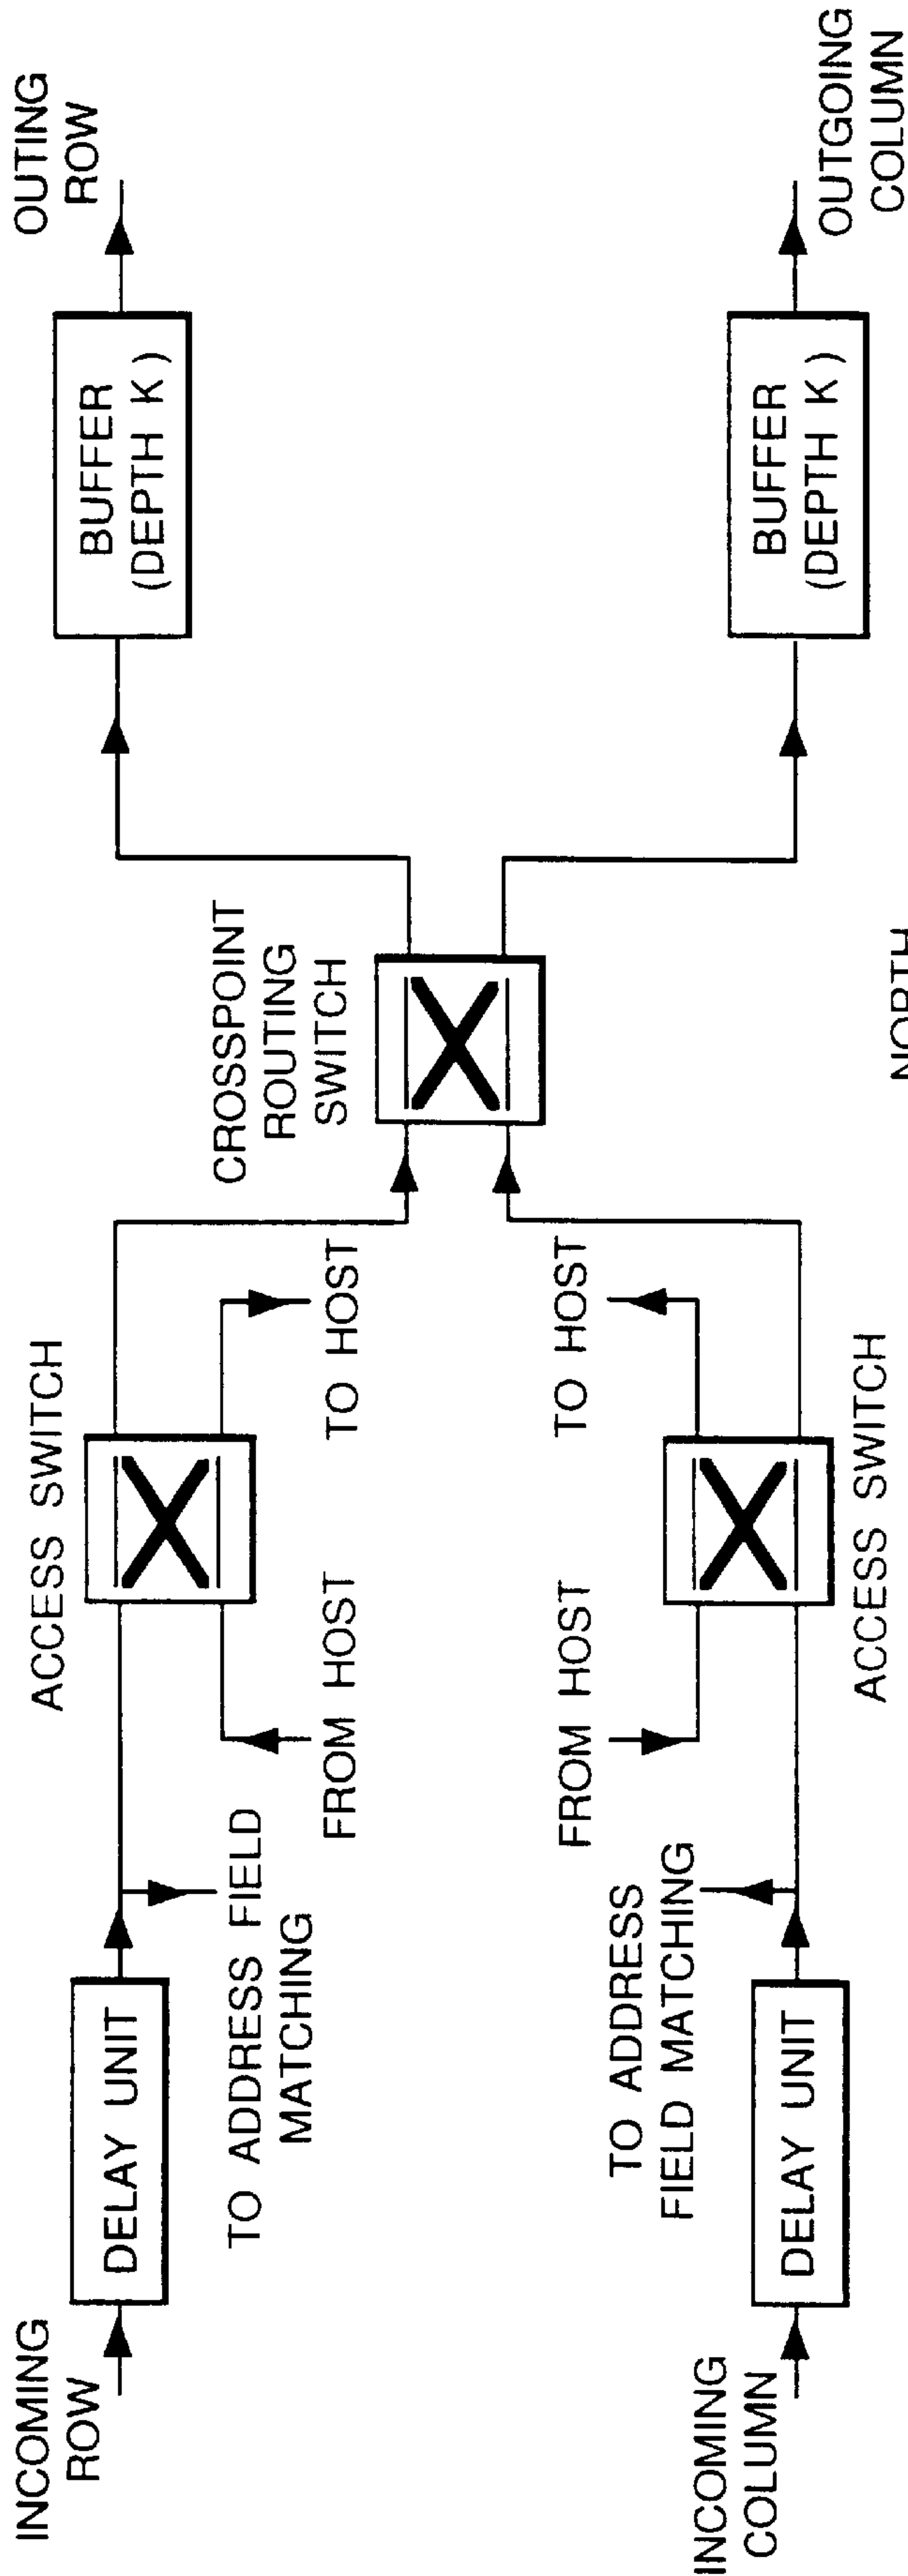 INCOMING
ROW
DELAY UNIT
TO ADDRESS FIELD
MATCHING
ACCESS SWITCH
FROM HOST
TO HOST
CROSSPOINT
ROUTING
SWITCH
BUFFER
(DEPTH K )
OUTING
ROW
INCOMING
COLUMN
DELAY UNIT
TO ADDRESS
FIELD MATCHING
FROM HOST
TO HOST
ACCESS SWITCH
BUFFER
(DEPTH K )
OUTGOING
COLUMN
NORTH